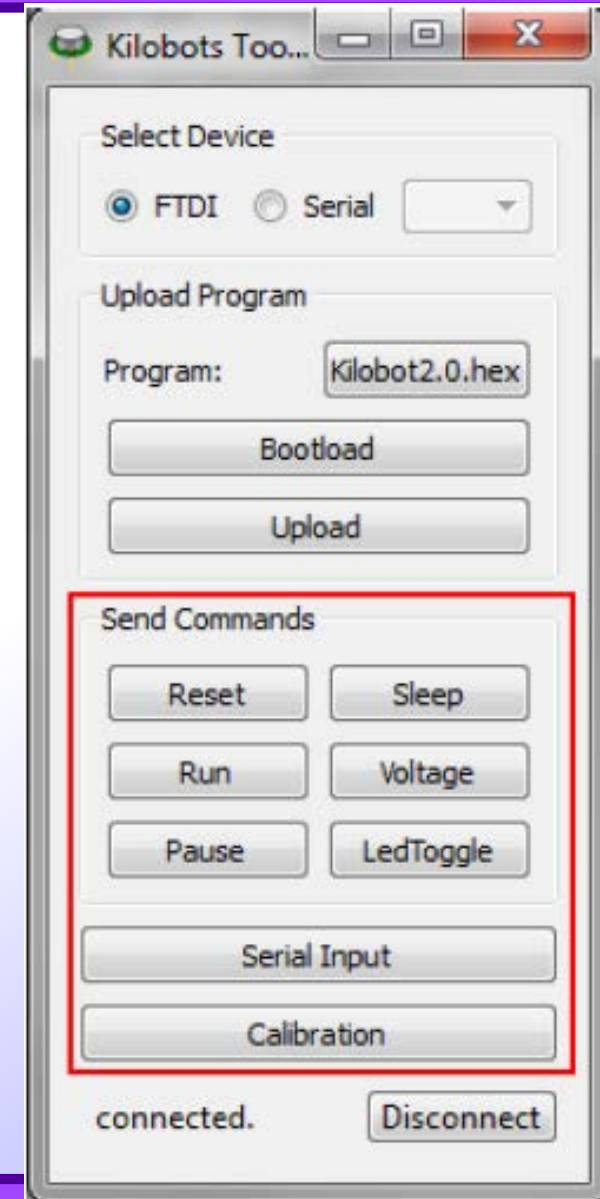 Kilobots Too...
Select Device
FTDI Serial
Upload Program
Program: Kilobot2.0.hex
Bootload
Upload
Send Commands
Reset Sleep
Run Voltage
Pause LedToggle
Serial Input
Calibration
connected. Disconnect